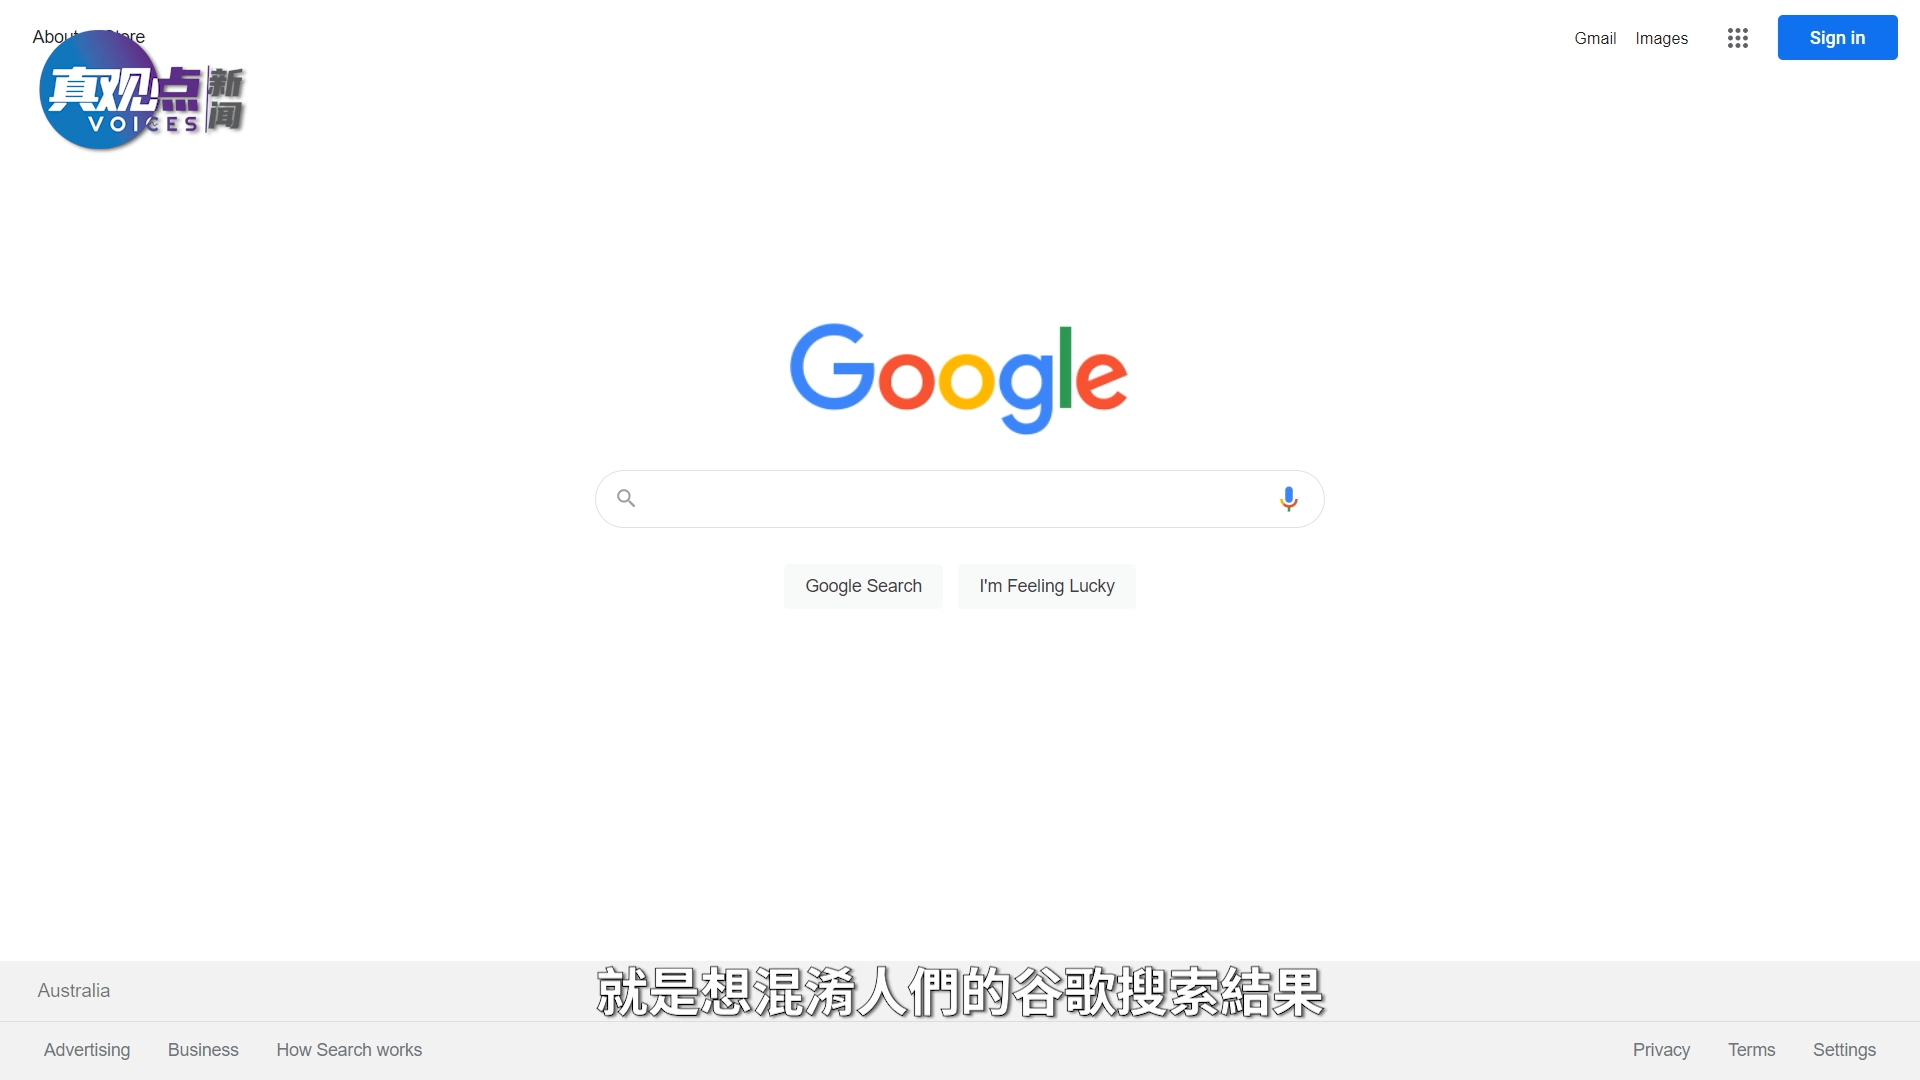 About
Store
Gmail
Images
Sign in
真观点
新闻
VOICES
Google
Google Search
I'm Feeling Lucky
就是想混淆人們的谷歌搜索結果
Australia
Advertising
Business
How Search works
Privacy
Terms
Settings